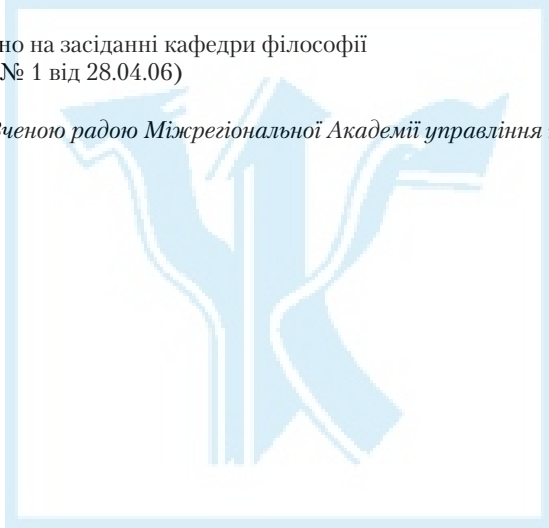 но на засіданні кафедри філософії
№ 1 від 28.04.06)
ченою радою Міжрегіональної Академії управління